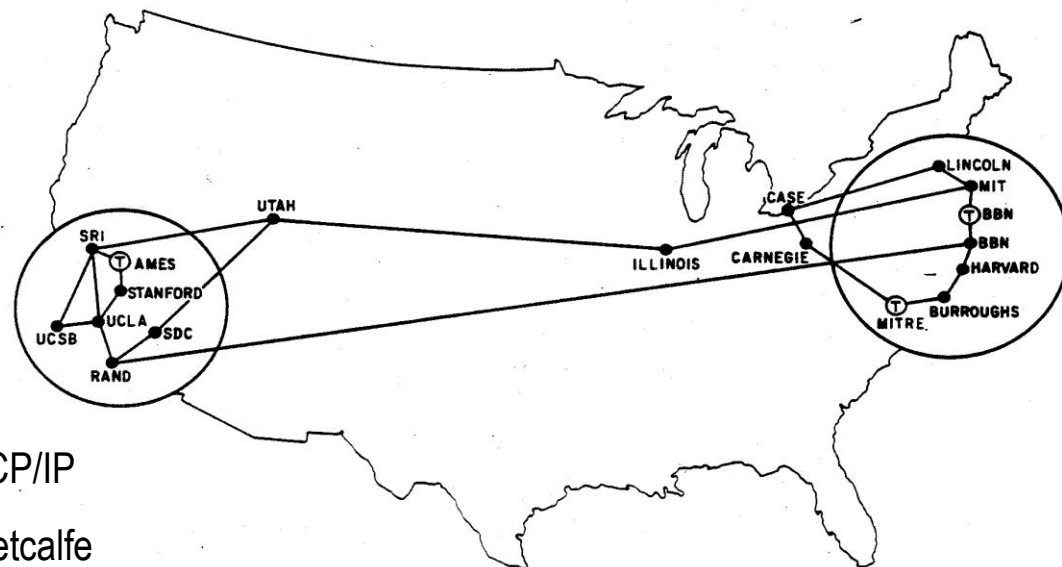 LINCOLN
MIT
CASE
UTAH
T BBN
SRI
BBN
T AMES
ILLINOIS
CARNEGIE
HARVARD
STANFORD
T
BURROUGHS
MITRE
UCLA
SDC
UCSB
RAND
CP/IP
etcalfe